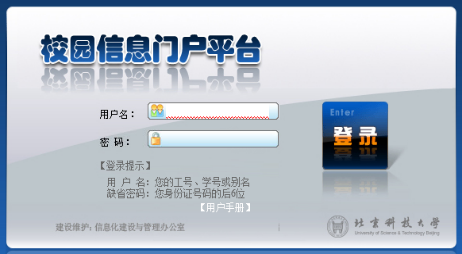 校园信息门户平台
用户名：
密 码：
Enter
登录
【登录提示】
用 户 名: 您的工号、学号或别名
缺省密码: 您身份证号码的后6位
【用户手册】
建设维护: 信息化建设与管理办公室
北京科技大学
University of Science & Technology Beijing